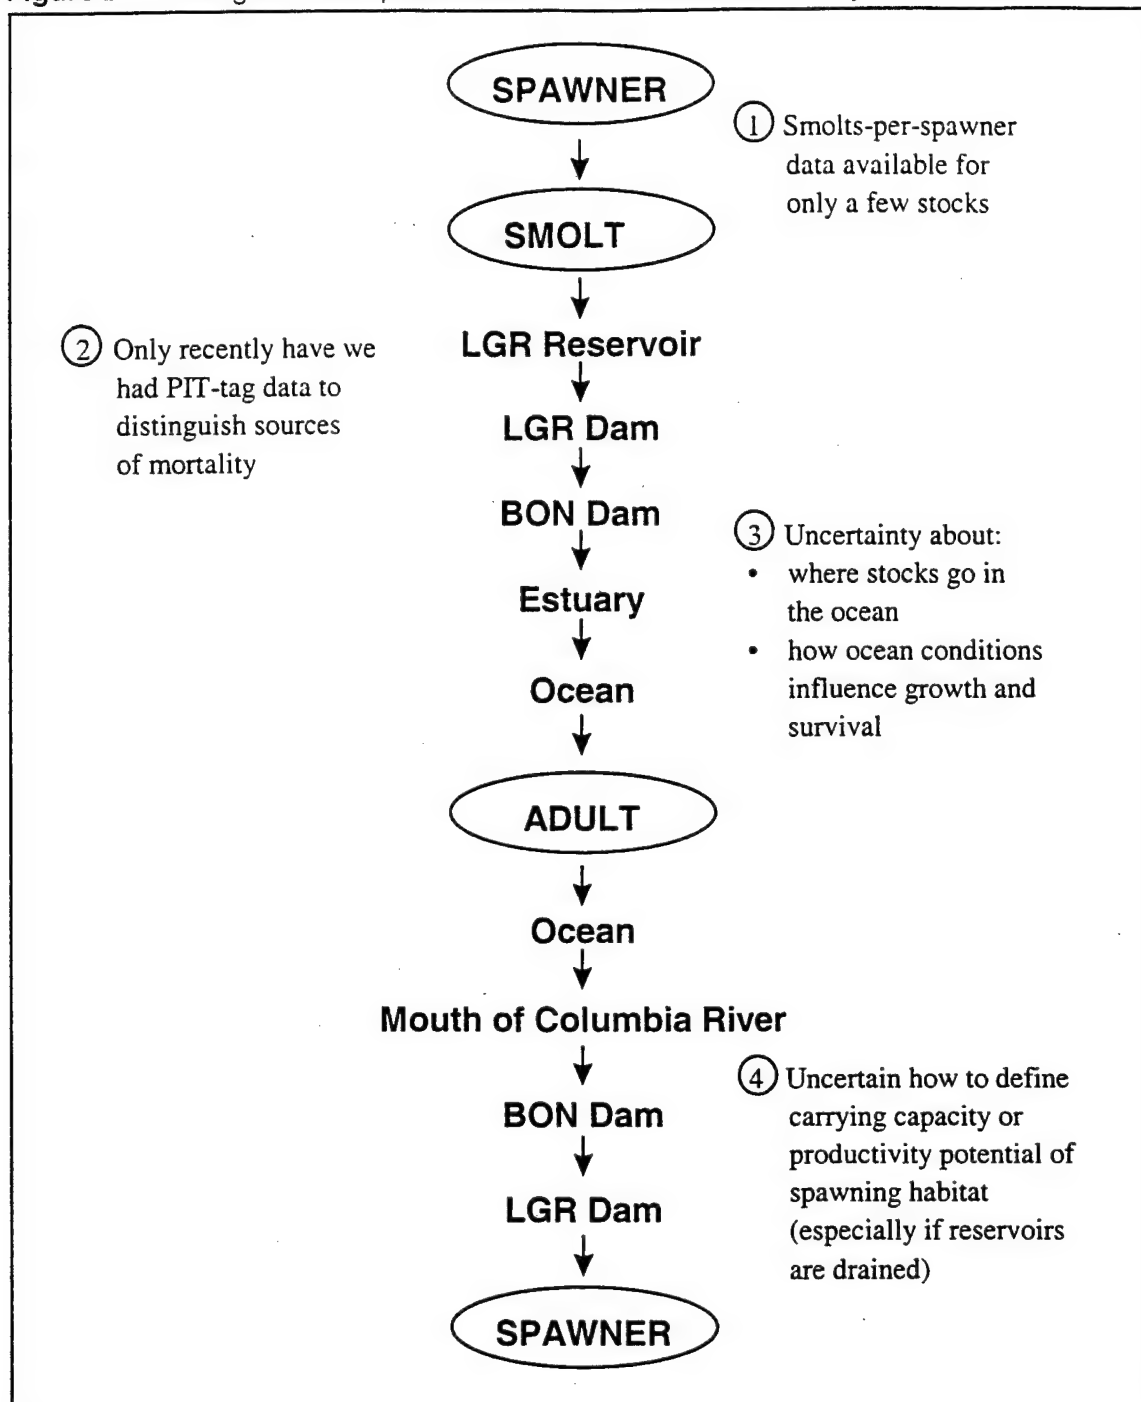 SPAWNER
① Smolts-per-spawner
data available for
only a few stocks
SMOLT
LGR Reservoir
② Only recently have we
had PIT-tag data to
distinguish sources
of mortality
LGR Dam
BON Dam
③ Uncertainty about:
• where stocks go in
the ocean
• how ocean conditions
influence growth and
survival
Estuary
Ocean
ADULT
Ocean
Mouth of Columbia River
④ Uncertain how to define
carrying capacity or
productivity potential of
spawning habitat
(especially if reservoirs
are drained)
BON Dam
LGR Dam
SPAWNER